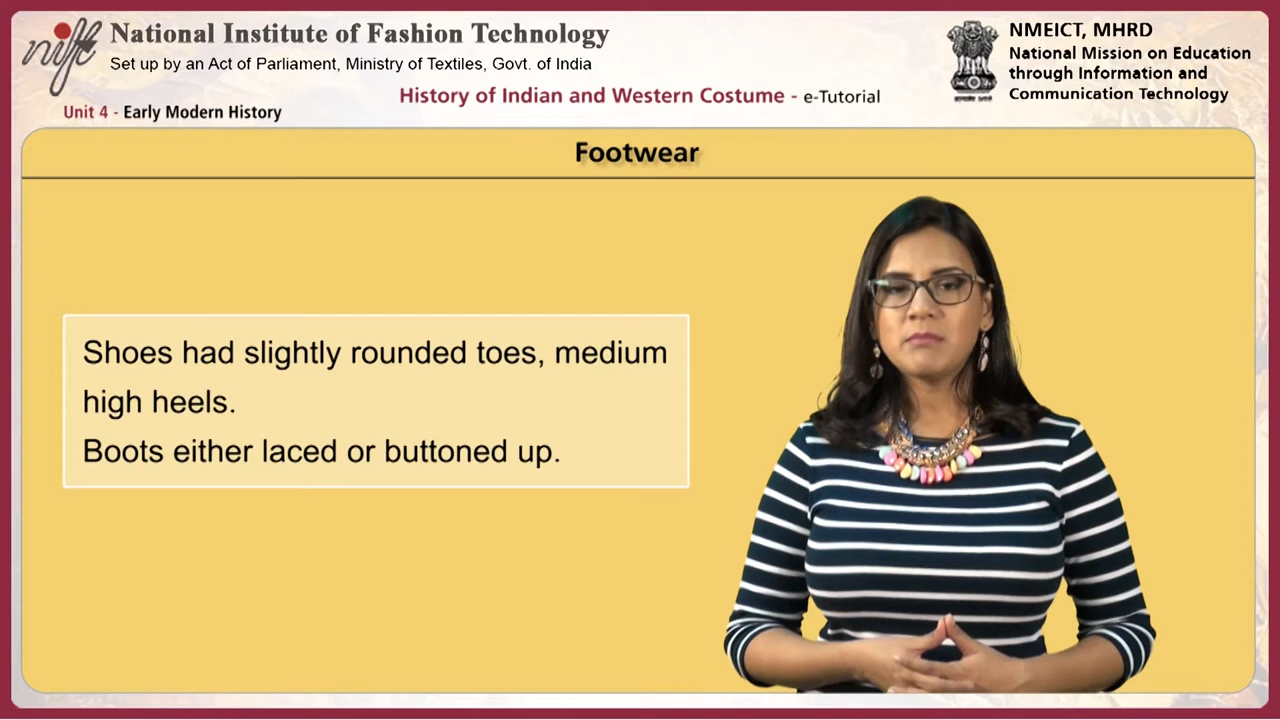 nift
National Institute of Fashion Technology
Set up by an Act of Parliament, Ministry of Textiles, Govt. of India
History of Indian and Western Costume - e-Tutorial
Unit 4 - Early Modern History
NMEICT, MHRD
National Mission on Education
through Information and
Communication Technology
Footwear
Shoes had slightly rounded toes, medium
high heels.
Boots either laced or buttoned up.